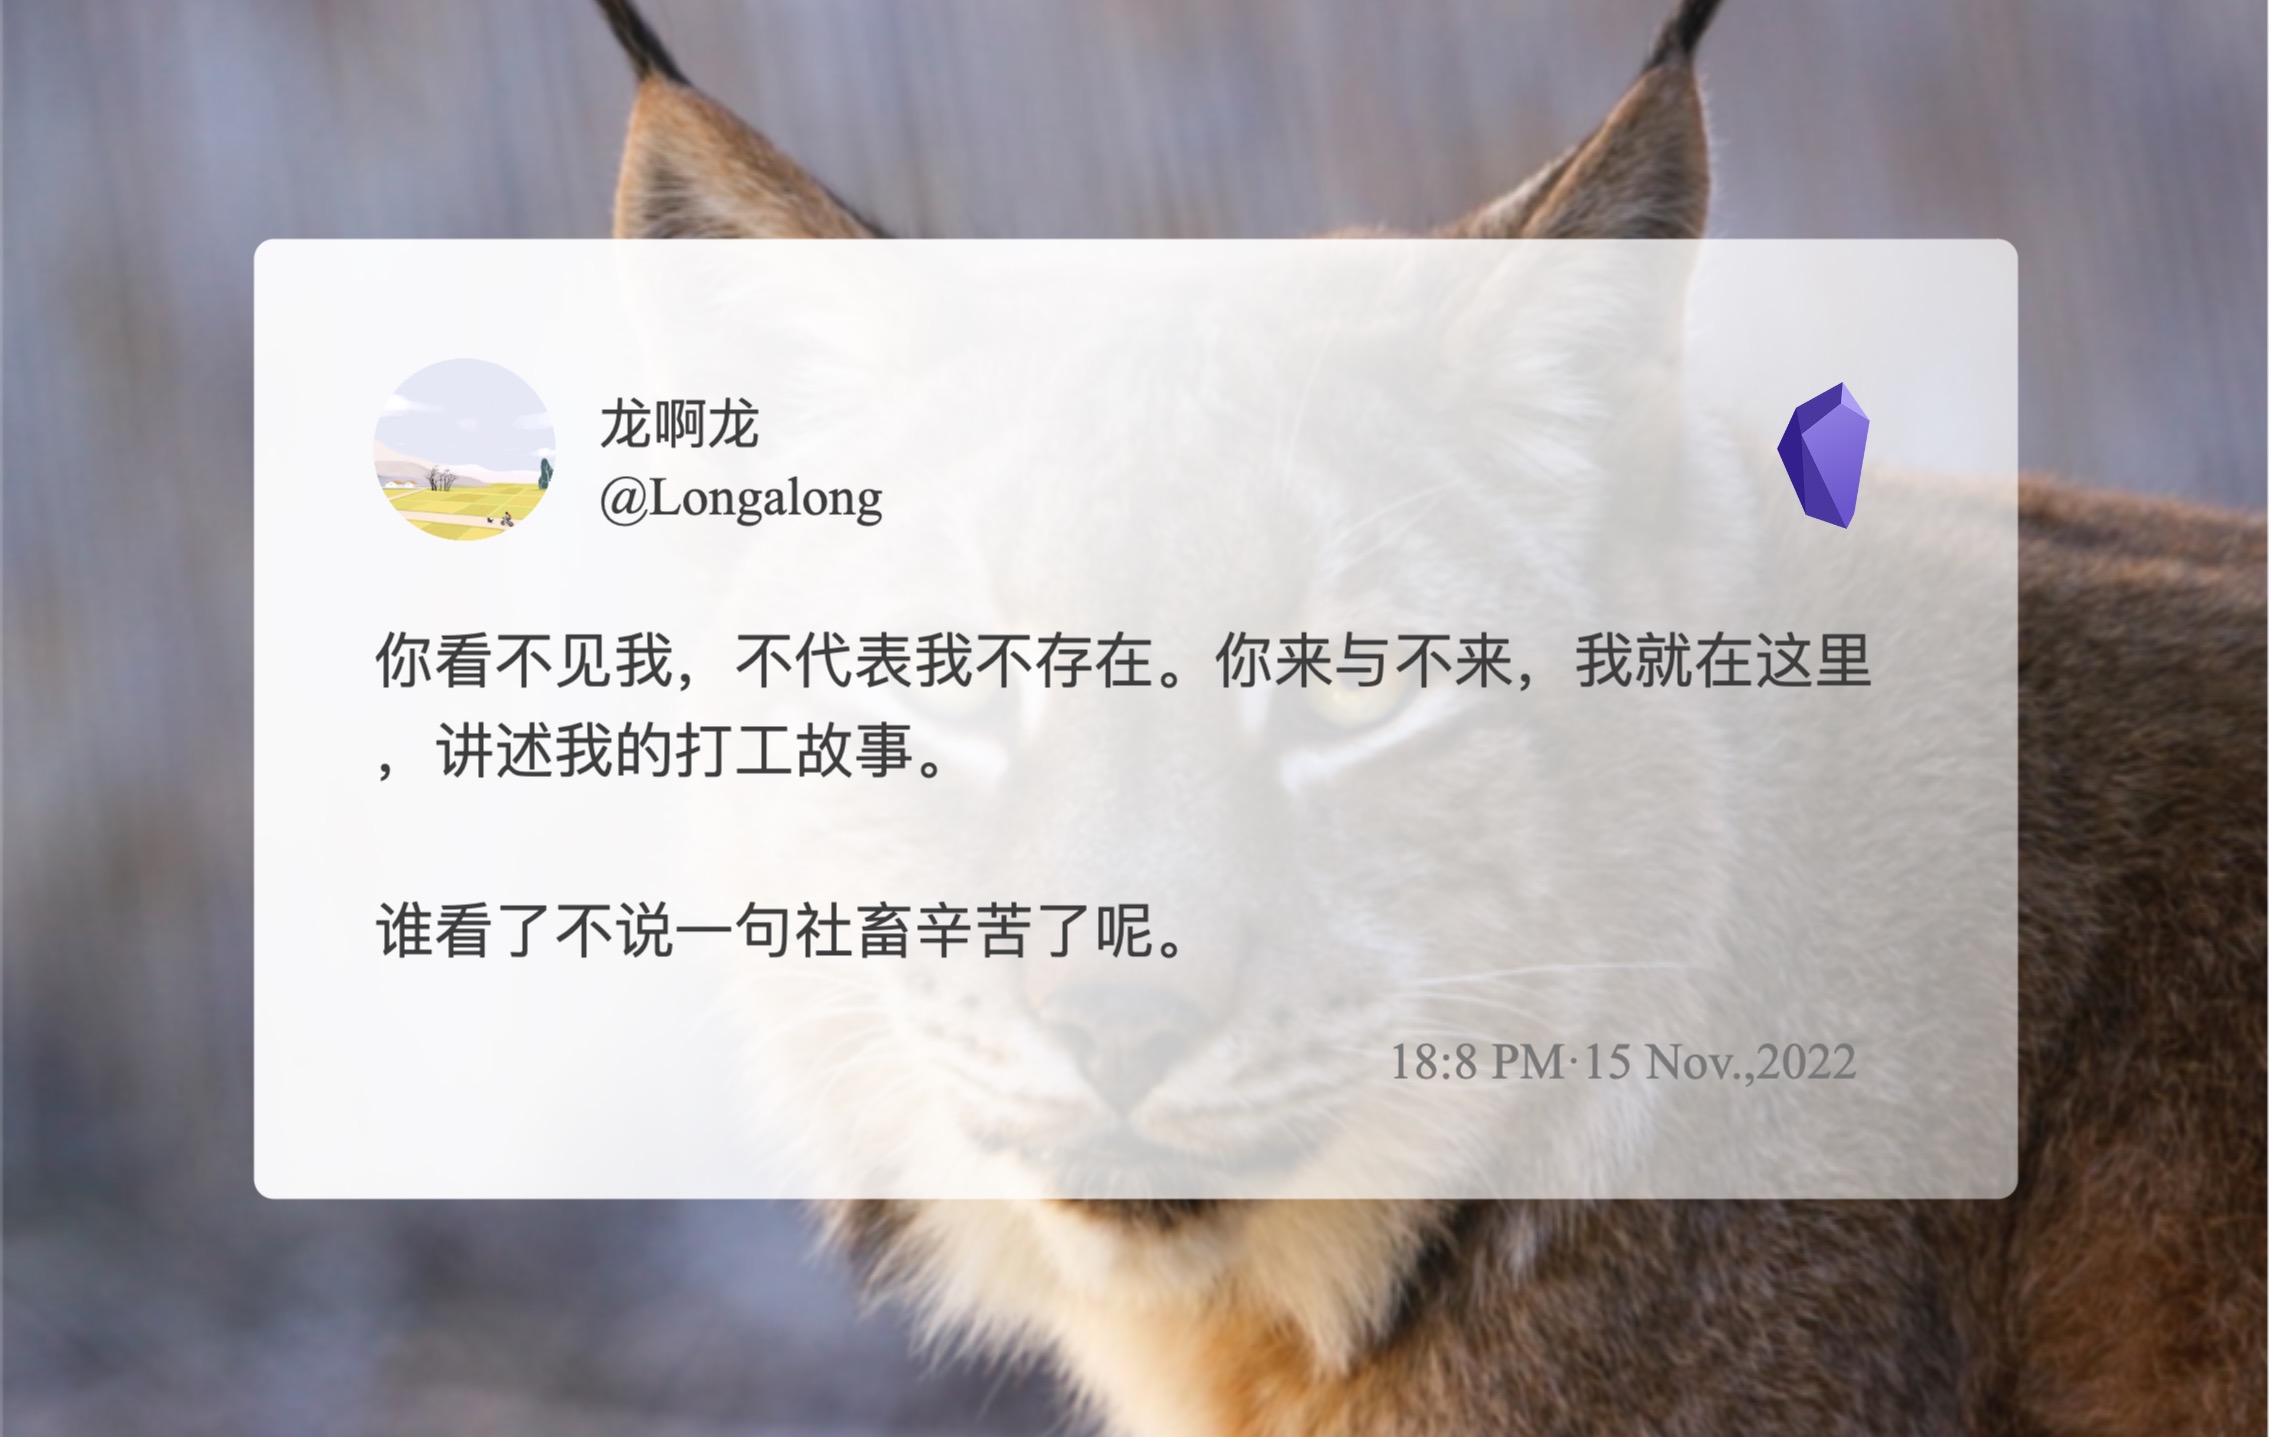 龙啊龙
@Longalong
你看不见我，不代表我不存在。你来与不来，我就在这里
，讲述我的打工故事。
谁看了不说一句社畜辛苦了呢。
18:8 PM·15 Nov.,2022